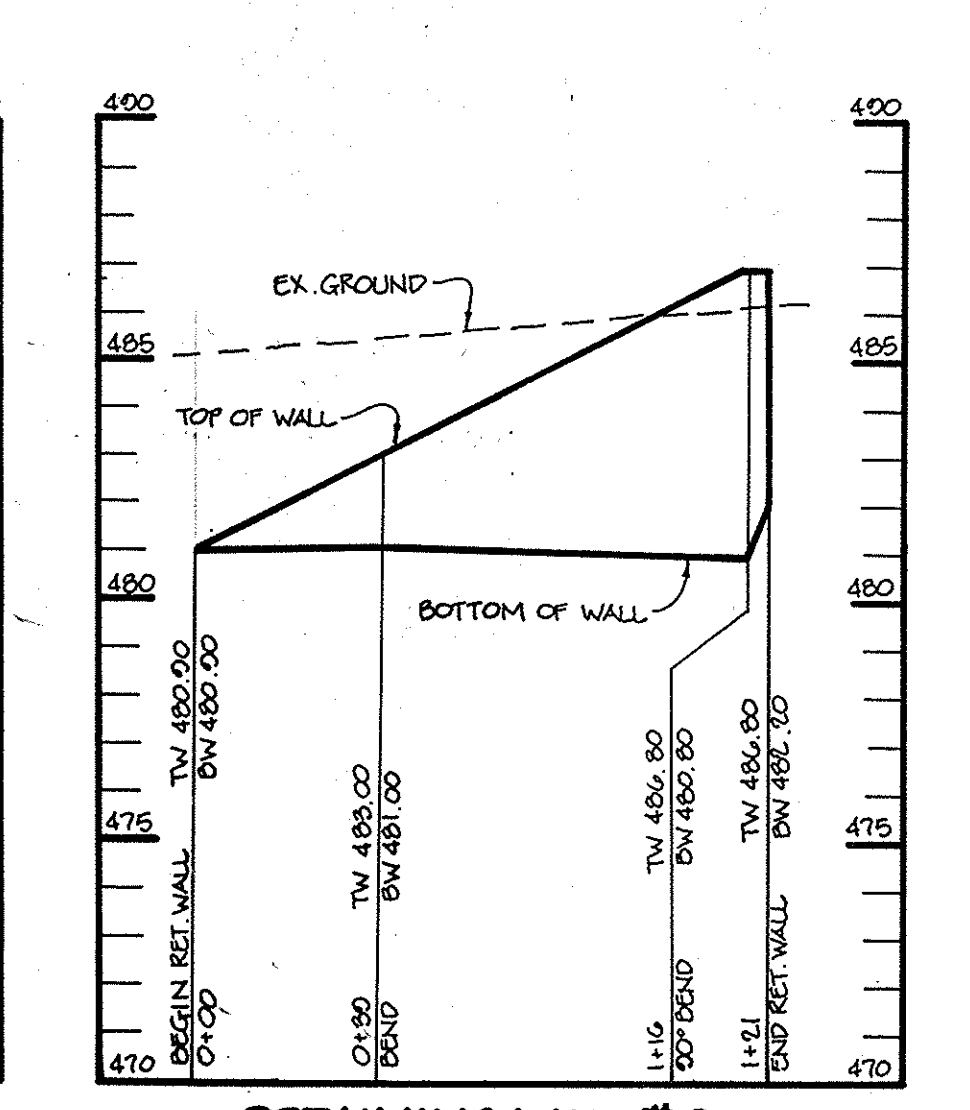 490
490
EX. GROUND
485
485
TOP OF WALL
480
480
BOTTOM OF WALL
475
475
470
470
BEGIN RET. WALL TW 480.90
0+00 BW 480.90
0+39 TW 483.00
BEND BW 481.00
1+16 TW 486.80
90° BEND BW 480.80
1+21 TW 486.80
END RET. WALL BW 482.20